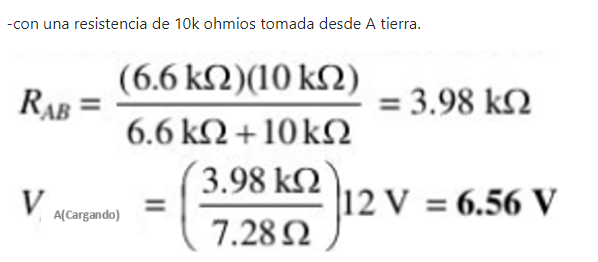 -con una resistencia de 10k ohmios tomada desde A tierra.
R_AB = (6.6 kΩ)(10 kΩ) / 6.6 kΩ + 10 kΩ = 3.98 kΩ
V A(Cargando) = (3.98 kΩ / 7.28 Ω) 12 V = 6.56 V